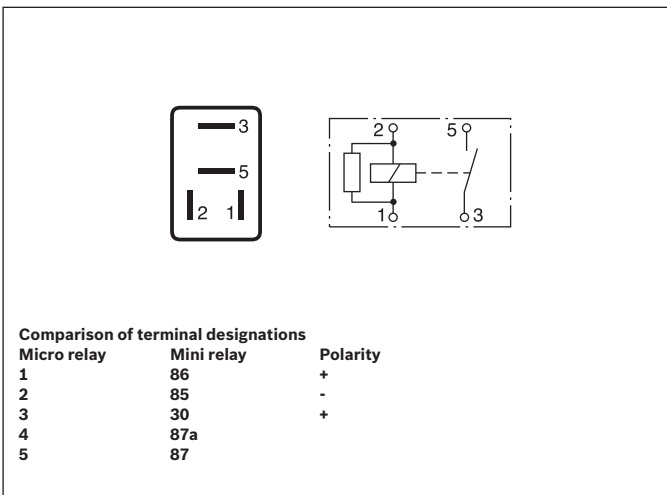 3
5
2 1
2 5
1 3
Comparison of terminal designations
Micro relay Mini relay Polarity
1 86 +
2 85 -
3 30 +
4 87a
5 87